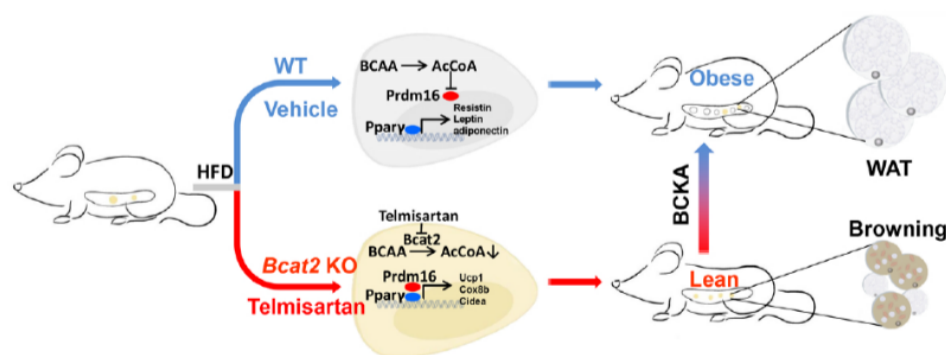 HFD
WT
Vehicle
BCAA → AcCoA
Prdm16
Pparγ
Resistin
Leptin
adiponectin
Obese
WAT
BCKA
Bcat2 KO
Telmisartan
Telmisartan
Bcat2
BCAA → AcCoA↓
Prdm16
Pparγ
Ucp1
Cox8b
Cidea
Lean
Browning